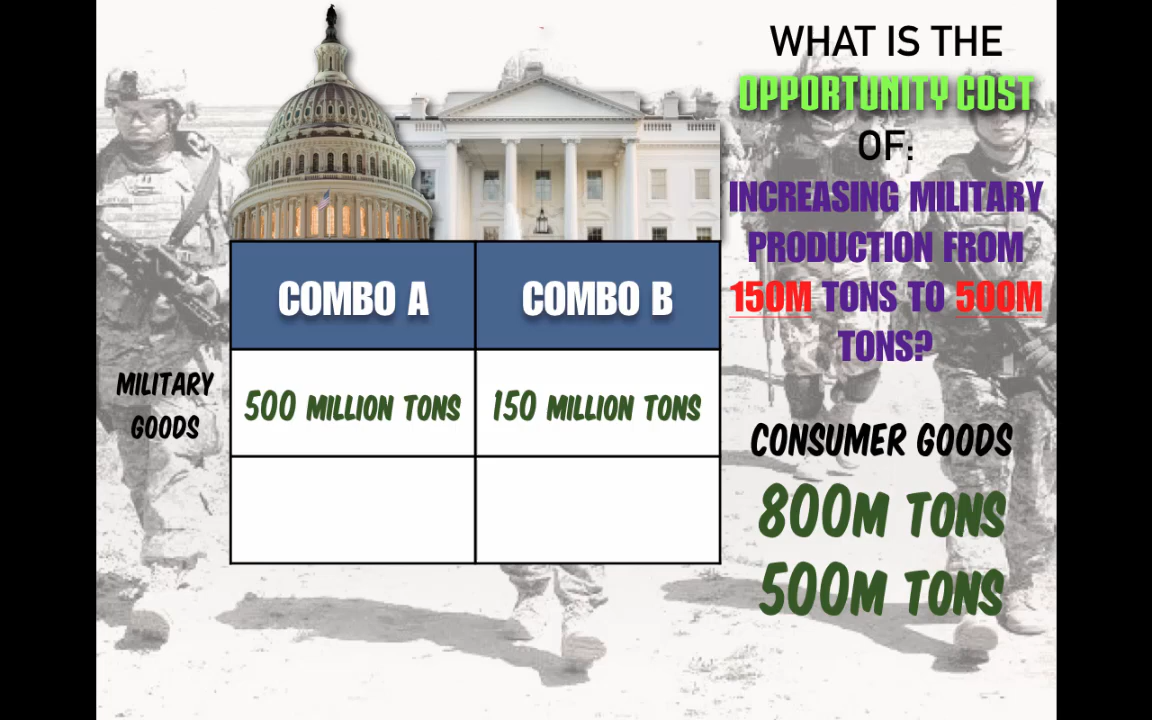 WHAT IS THE
OPPORTUNITY COST
OF:
INCREASING MILITARY
PRODUCTION FROM
150M TONS TO 500M
TONS?
COMBO A
COMBO B
MILITARY
GOODS
500 MILLION TONS
150 MILLION TONS
CONSUMER GOODS
800M TONS
500M TONS